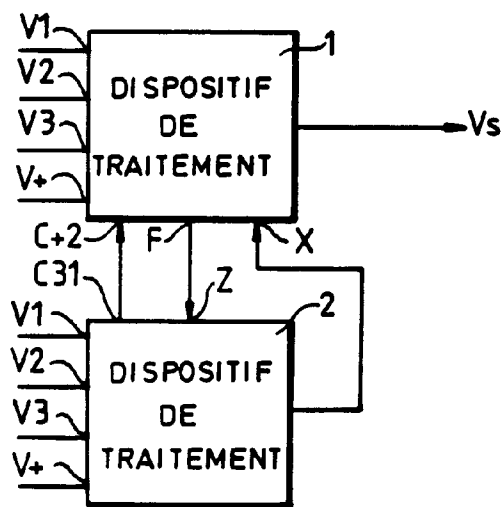 V1
1
V2
DISPOSITIF
DE
V3
TRAITEMENT
Vs
V+
C+2
F
X
C31
Z
V1
2
V2
DISPOSITIF
DE
V3
TRAITEMENT
V+